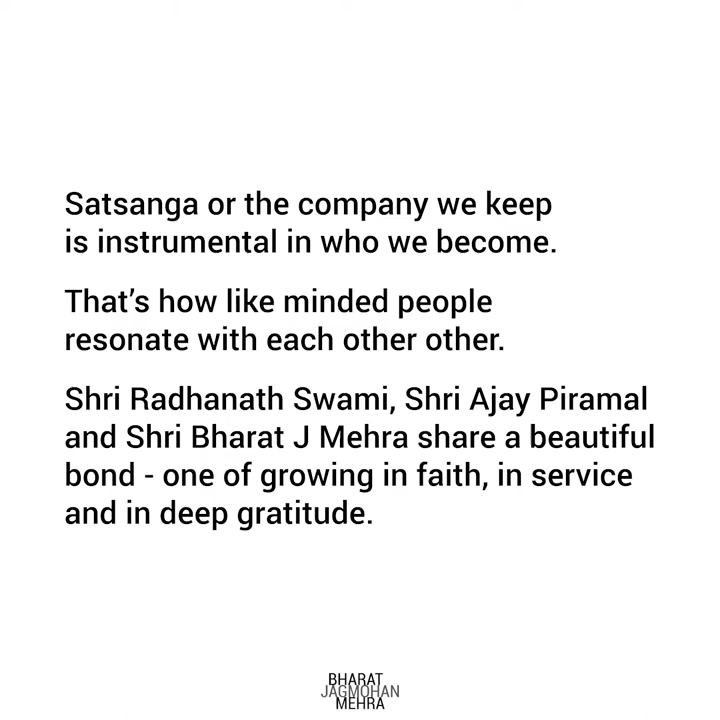 Satsanga or the company we keep
is instrumental in who we become.
That’s how like minded people
resonate with each other other.
Shri Radhanath Swami, Shri Ajay Piramal
and Shri Bharat J Mehra share a beautiful
bond - one of growing in faith, in service
and in deep gratitude.
BHARAT
JAGMOHAN
MEHRA